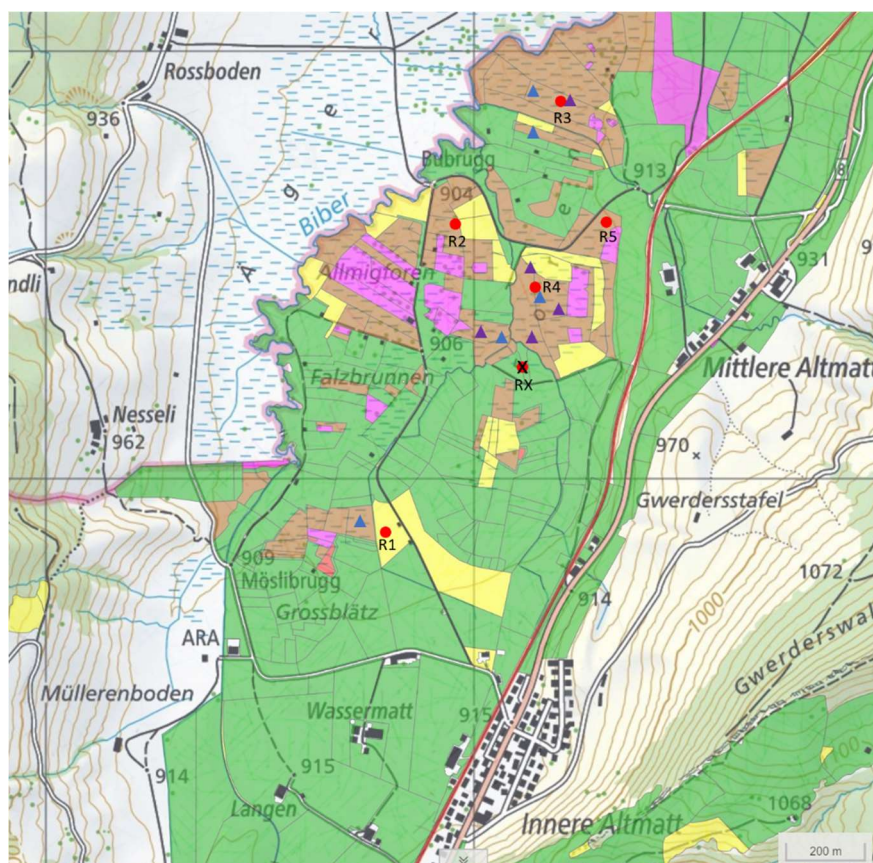 Rossboden
936
Biber
Ä
g
e
r
Bubrugg
904
R3
913
8
R2
R5
931
Allmigforen
R4
906
Mittlere Altmatt
RX
Falzbrunnen
Nesseli
962
970
Gwerdersstafel
R1
909
Möslibrugg
Grossblätz
1072
914
1000
ARA
Müllerenboden
Wassermatt
915
914
915
Langen
1068
Innere Altmatt
200 m